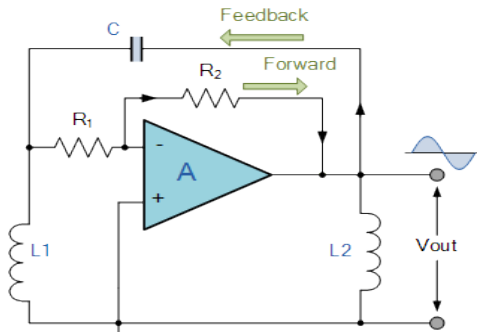 Feedback
C
Forward
R₂
R₁
-
A
+
L1
L2
Vout